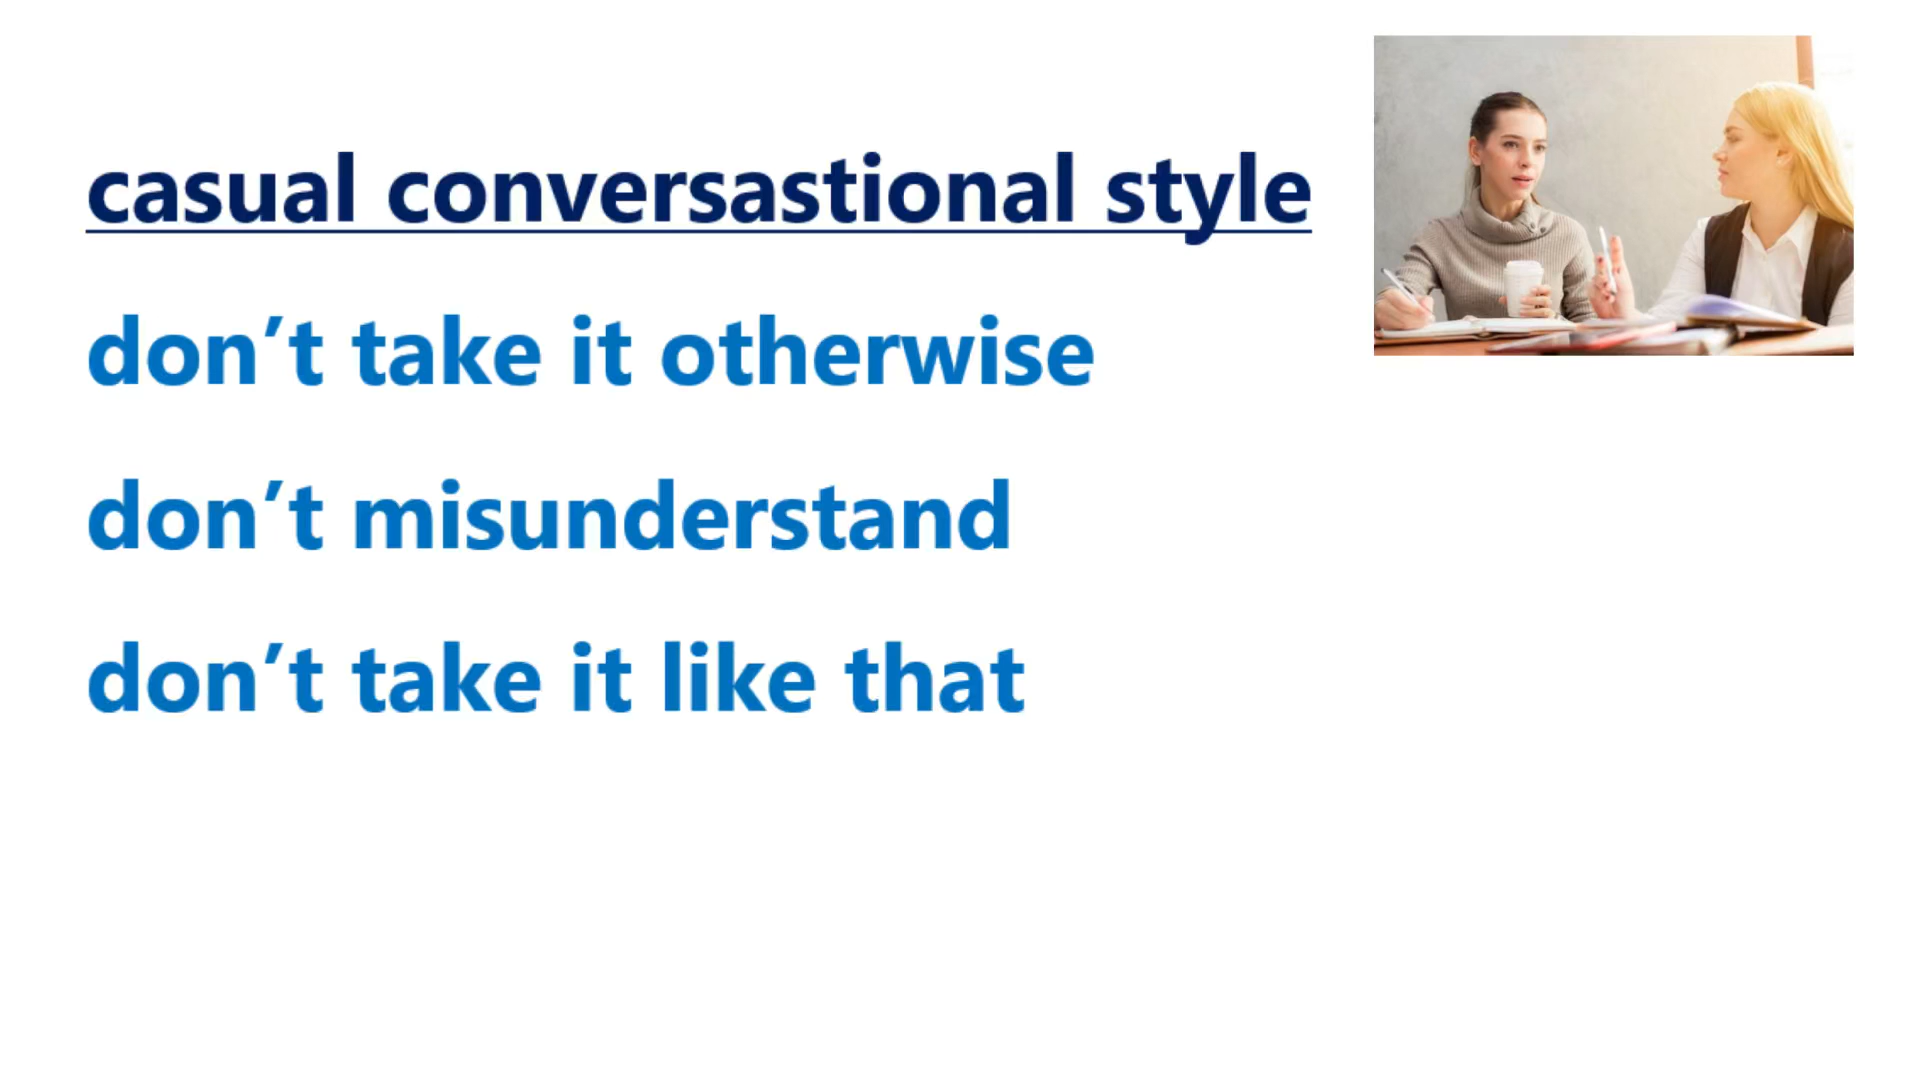 casual conversastional style
don’t take it otherwise
don’t misunderstand
don’t take it like that